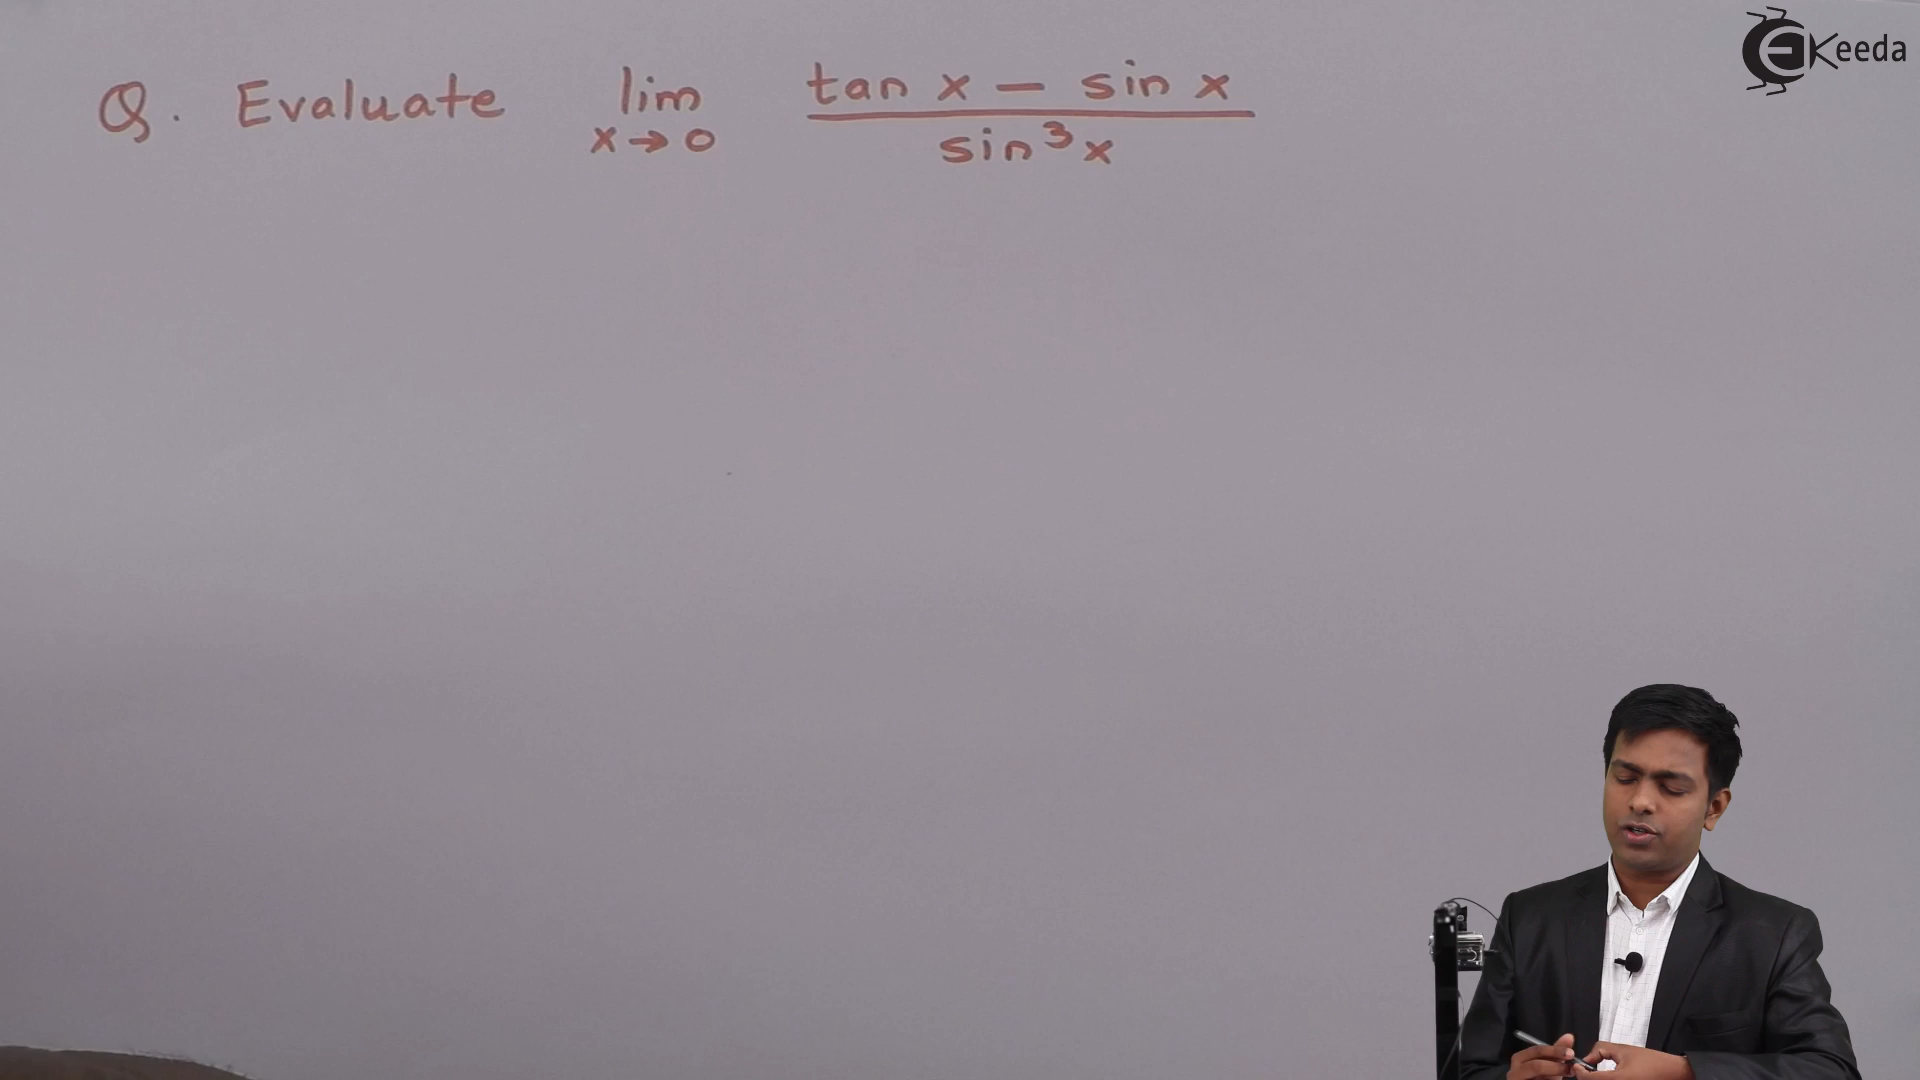 Q. Evaluate lim x→0 tan x − sin x / sin³x
Keeda